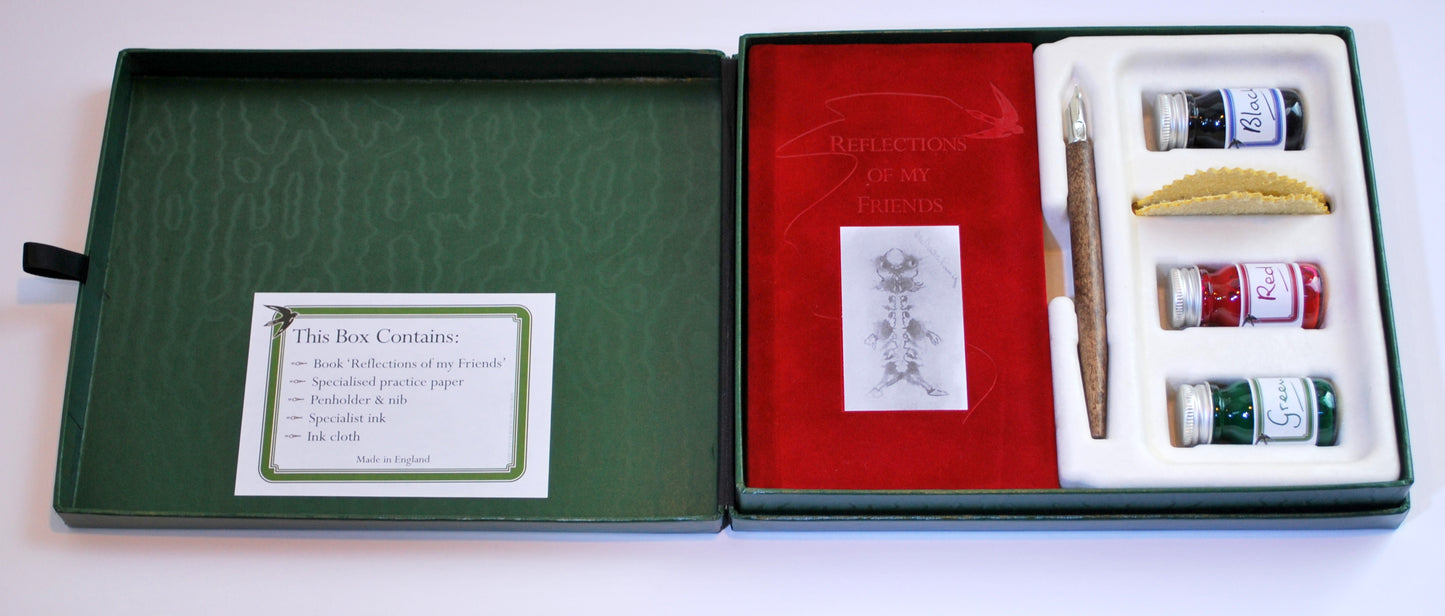 This Box Contains:
Book 'Reflections of my Friends'
Specialised practice paper
Penholder & nib
Specialist ink
Ink cloth
Made in England
Reflections
of my
Friends
Black
Red
Green